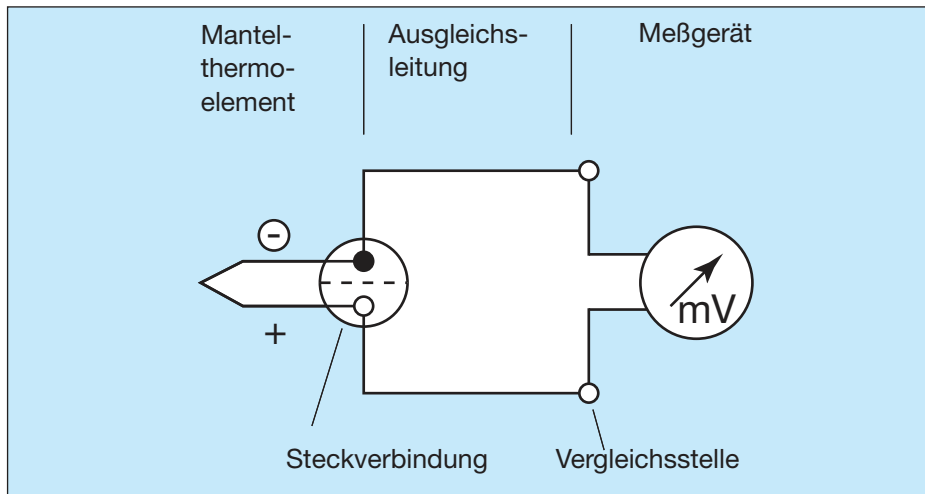 Mantel-
thermo-
element
Ausgleichs-
leitung
Meßgerät
-
+
mV
Steckverbindung
Vergleichsstelle